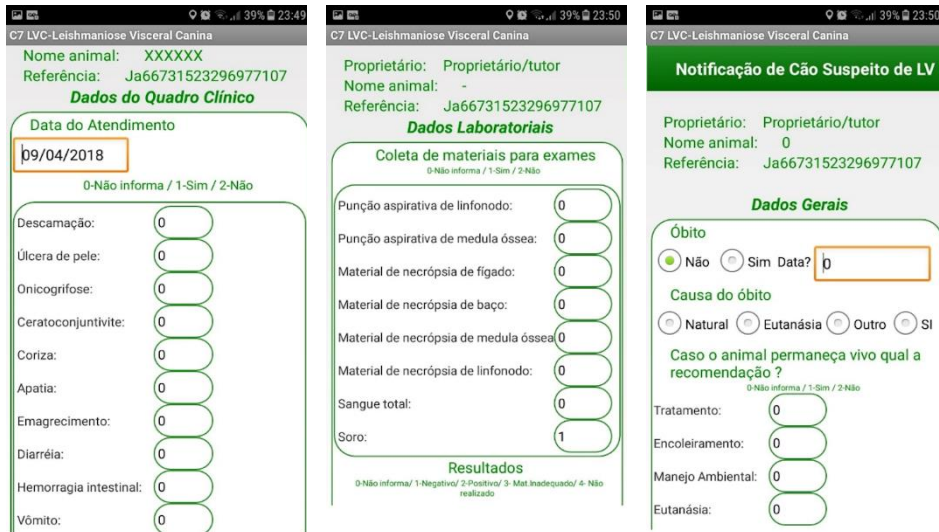 39% 23:49
C7 LVC-Leishmaniose Visceral Canina
Nome animal: XXXXXX
Referência: Ja66731523296977107
Dados do Quadro Clínico
Data do Atendimento
09/04/2018
0-Não informa / 1-Sim / 2-Não
Descamação: 0
Úlcera de pele: 0
Onicogrifose: 0
Ceratoconjuntivite: 0
Coriza: 0
Apatia: 0
Emagrecimento: 0
Diarréia: 0
Hemorragia intestinal: 0
Vômito: 0
39% 23:50
C7 LVC-Leishmaniose Visceral Canina
Proprietário: Proprietário/tutor
Nome animal: -
Referência: Ja66731523296977107
Dados Laboratoriais
Coleta de materiais para exames
0-Não informa / 1-Sim / 2-Não
Punção aspirativa de linfonodo: 0
Punção aspirativa de medula óssea: 0
Material de necrópsia de fígado: 0
Material de necrópsia de baço: 0
Material de necrópsia de medula óssea 0
Material de necrópsia de linfonodo: 0
Sangue total: 0
Soro: 1
Resultados
0-Não informa/ 1-Negativo/ 2-Positivo/ 3- Mat.Inadequado/ 4- Não
realizado
39% 23:50
C7 LVC-Leishmaniose Visceral Canina
Notificação de Cão Suspeito de LV
Proprietário: Proprietário/tutor
Nome animal: 0
Referência: Ja66731523296977107
Dados Gerais
Óbito
Não Sim Data? 0
Causa do óbito
Natural Eutanásia Outro SI
Caso o animal permaneça vivo qual a
recomendação ?
0-Não informa / 1-Sim / 2-Não
Tratamento: 0
Encoleiramento: 0
Manejo Ambiental: 0
Eutanásia: 0